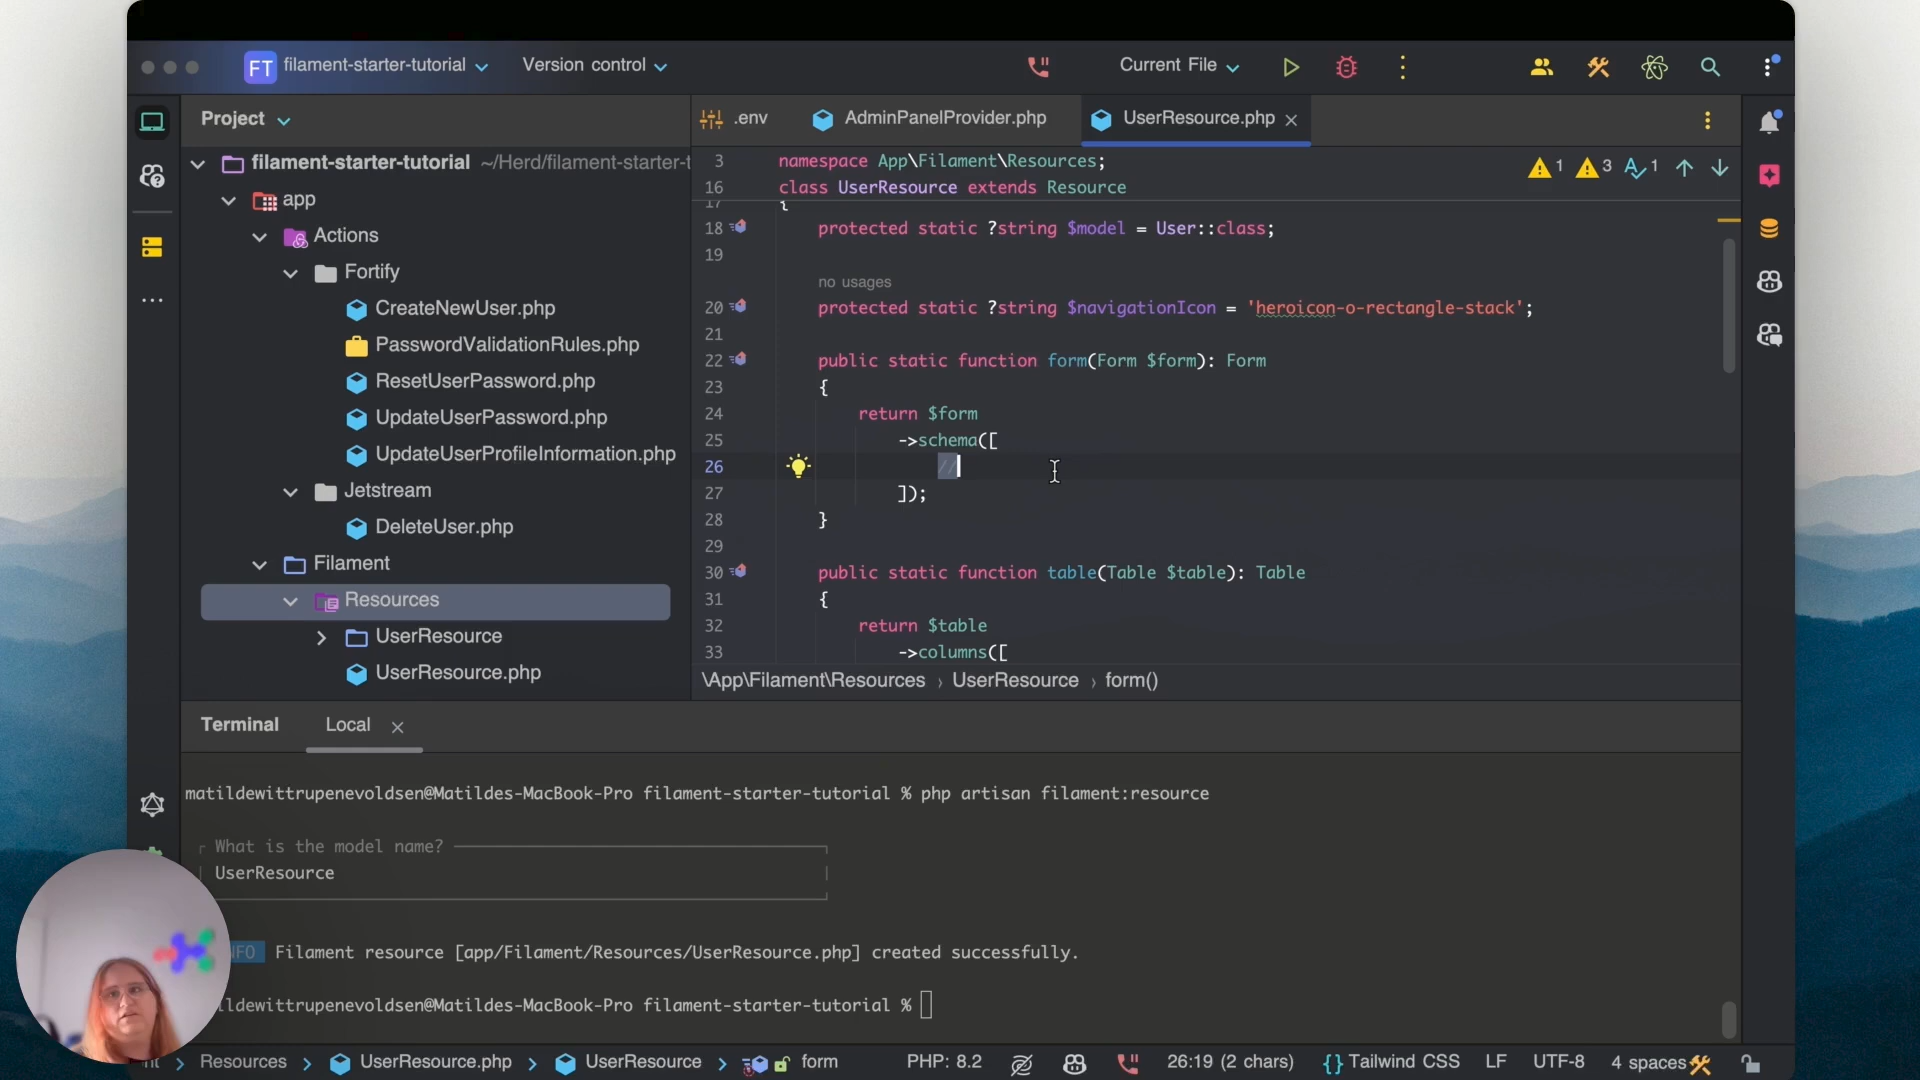 FT filament-starter-tutorial Version control Current File
Project
.env AdminPanelProvider.php UserResource.php
filament-starter-tutorial ~/Herd/filament-starter-t
app
Actions
Fortify
CreateNewUser.php
PasswordValidationRules.php
ResetUserPassword.php
UpdateUserPassword.php
UpdateUserProfileInformation.php
Jetstream
DeleteUser.php
Filament
Resources
UserResource
UserResource.php
3 namespace App\Filament\Resources;
1 3 1
16 class UserResource extends Resource
17 {
18 protected static ?string $model = User::class;
19
no usages
20 protected static ?string $navigationIcon = 'heroicon-o-rectangle-stack';
21
22 public static function form(Form $form): Form
23 {
24 return $form
25 ->schema([
26 //
27 ]);
28 }
29
30 public static function table(Table $table): Table
31 {
32 return $table
33 ->columns([
\App\Filament\Resources › UserResource › form()
Terminal Local
matildewittrupenevoldsen@Matildes-MacBook-Pro filament-starter-tutorial % php artisan filament:resource
What is the model name?
UserResource
NFO Filament resource [app/Filament/Resources/UserResource.php] created successfully.
ildewittrupenevoldsen@Matildes-MacBook-Pro filament-starter-tutorial %
nt > Resources > UserResource.php > UserResource > form PHP: 8.2 26:19 (2 chars) {} Tailwind CSS LF UTF-8 4 spaces